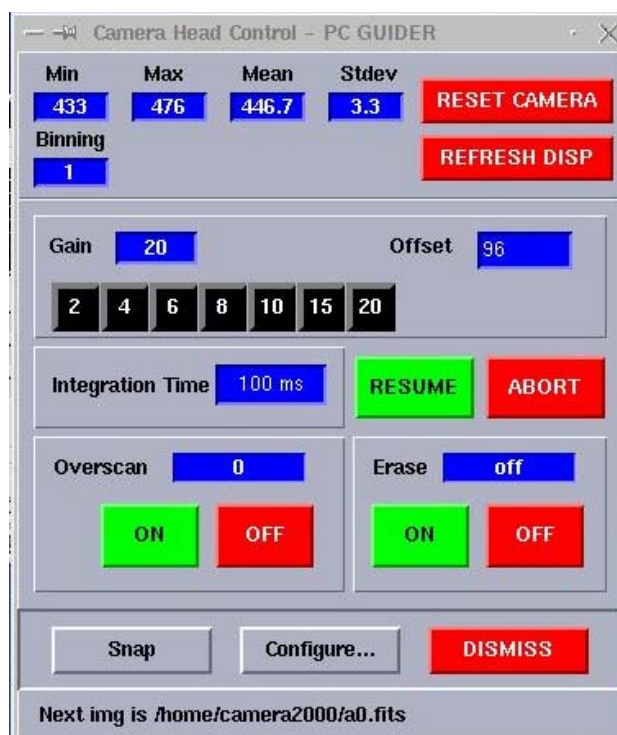 Camera Head Control - PC GUIDER
Min Max Mean Stdev
433 476 446.7 3.3 RESET CAMERA
Binning
1 REFRESH DISP
Gain 20 Offset 96
2 4 6 8 10 15 20
Integration Time 100 ms RESUME ABORT
Overscan 0 Erase off
ON OFF ON OFF
Snap Configure... DISMISS
Next img is /home/camera2000/a0.fits